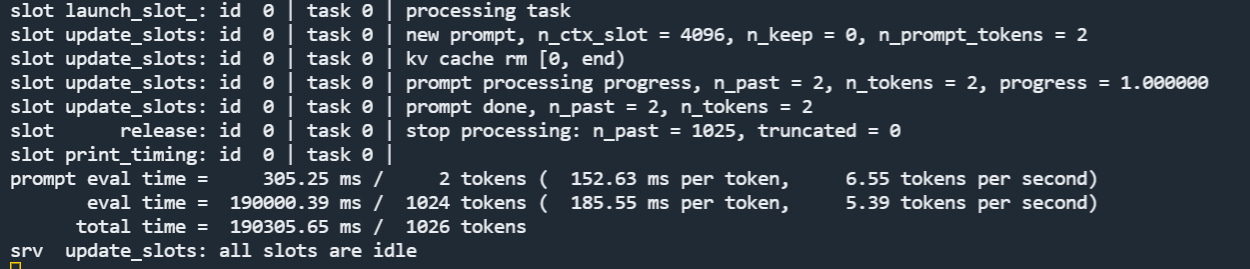 slot launch_slot_: id  0 | task 0 | processing task
slot update_slots: id  0 | task 0 | new prompt, n_ctx_slot = 4096, n_keep = 0, n_prompt_tokens = 2
slot update_slots: id  0 | task 0 | kv cache rm [0, end)
slot update_slots: id  0 | task 0 | prompt processing progress, n_past = 2, n_tokens = 2, progress = 1.000000
slot update_slots: id  0 | task 0 | prompt done, n_past = 2, n_tokens = 2
slot      release: id  0 | task 0 | stop processing: n_past = 1025, truncated = 0
slot print_timing: id  0 | task 0 |
prompt eval time =     305.25 ms /     2 tokens (  152.63 ms per token,     6.55 tokens per second)
       eval time =  190000.39 ms /  1024 tokens (  185.55 ms per token,     5.39 tokens per second)
      total time =  190305.65 ms /  1026 tokens
srv  update_slots: all slots are idle